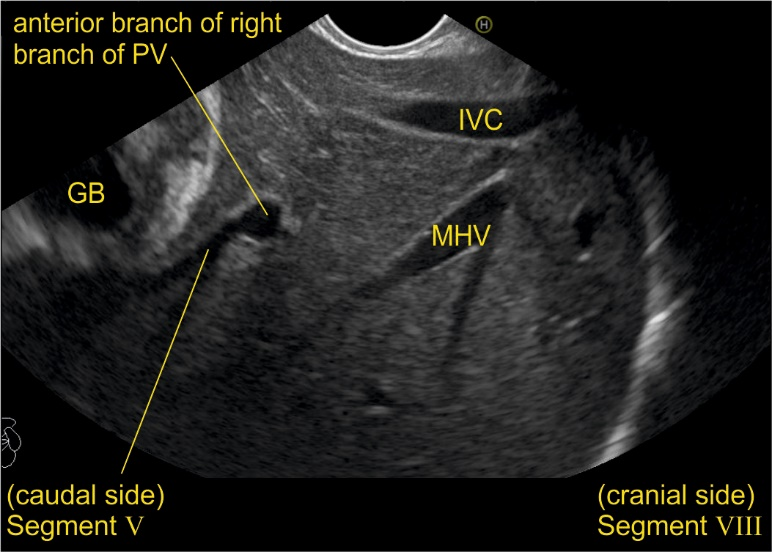 anterior branch of right
branch of PV
H
IVC
GB
MHV
(caudal side)
Segment V
(cranial side)
Segment VIII